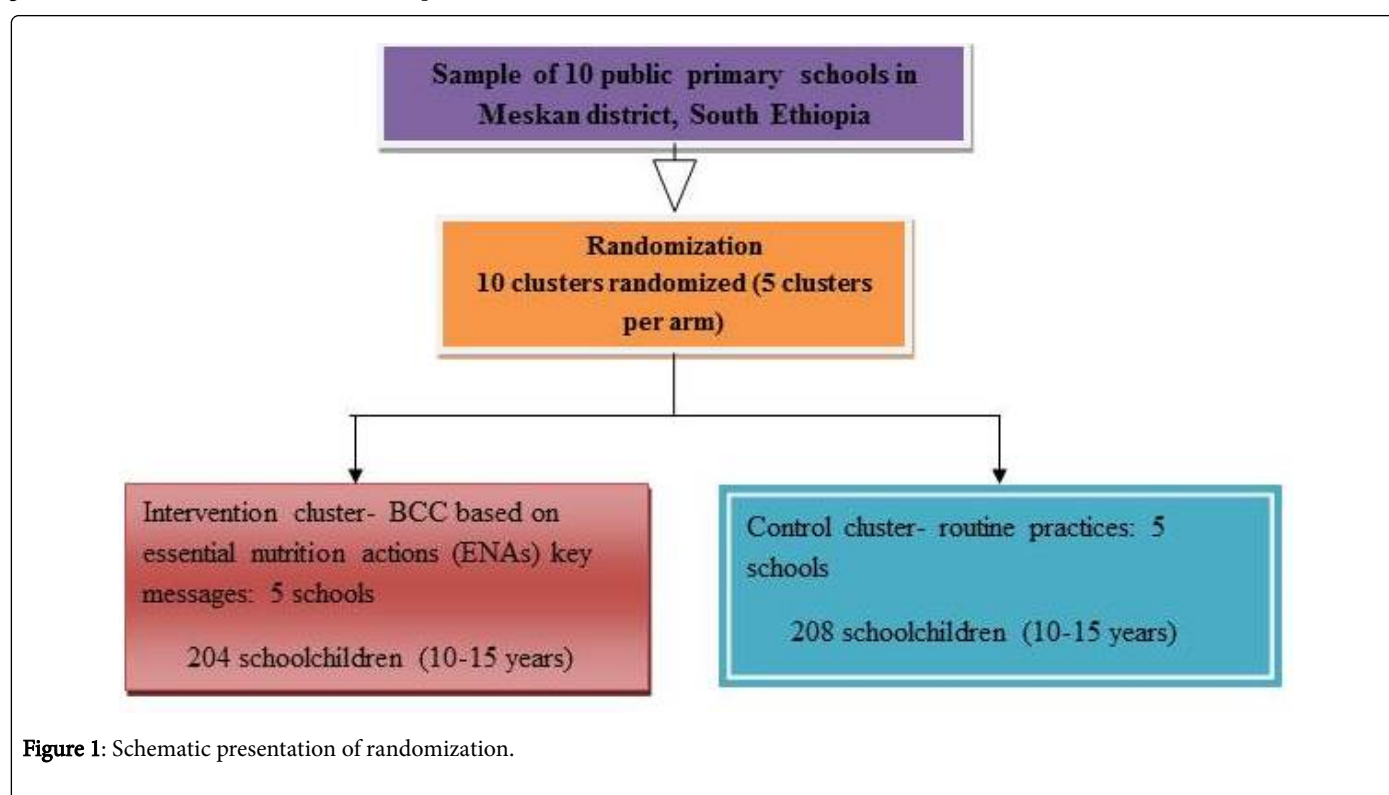 Sample of 10 public primary schools in
Meskan district, South Ethiopia
Randomization
10 clusters randomized (5 clusters
per arm)
Intervention cluster- BCC based on
essential nutrition actions (ENAs) key
messages: 5 schools
204 schoolchildren (10-15 years)
Control cluster- routine practices: 5
schools
208 schoolchildren (10-15 years)
Figure 1: Schematic presentation of randomization.